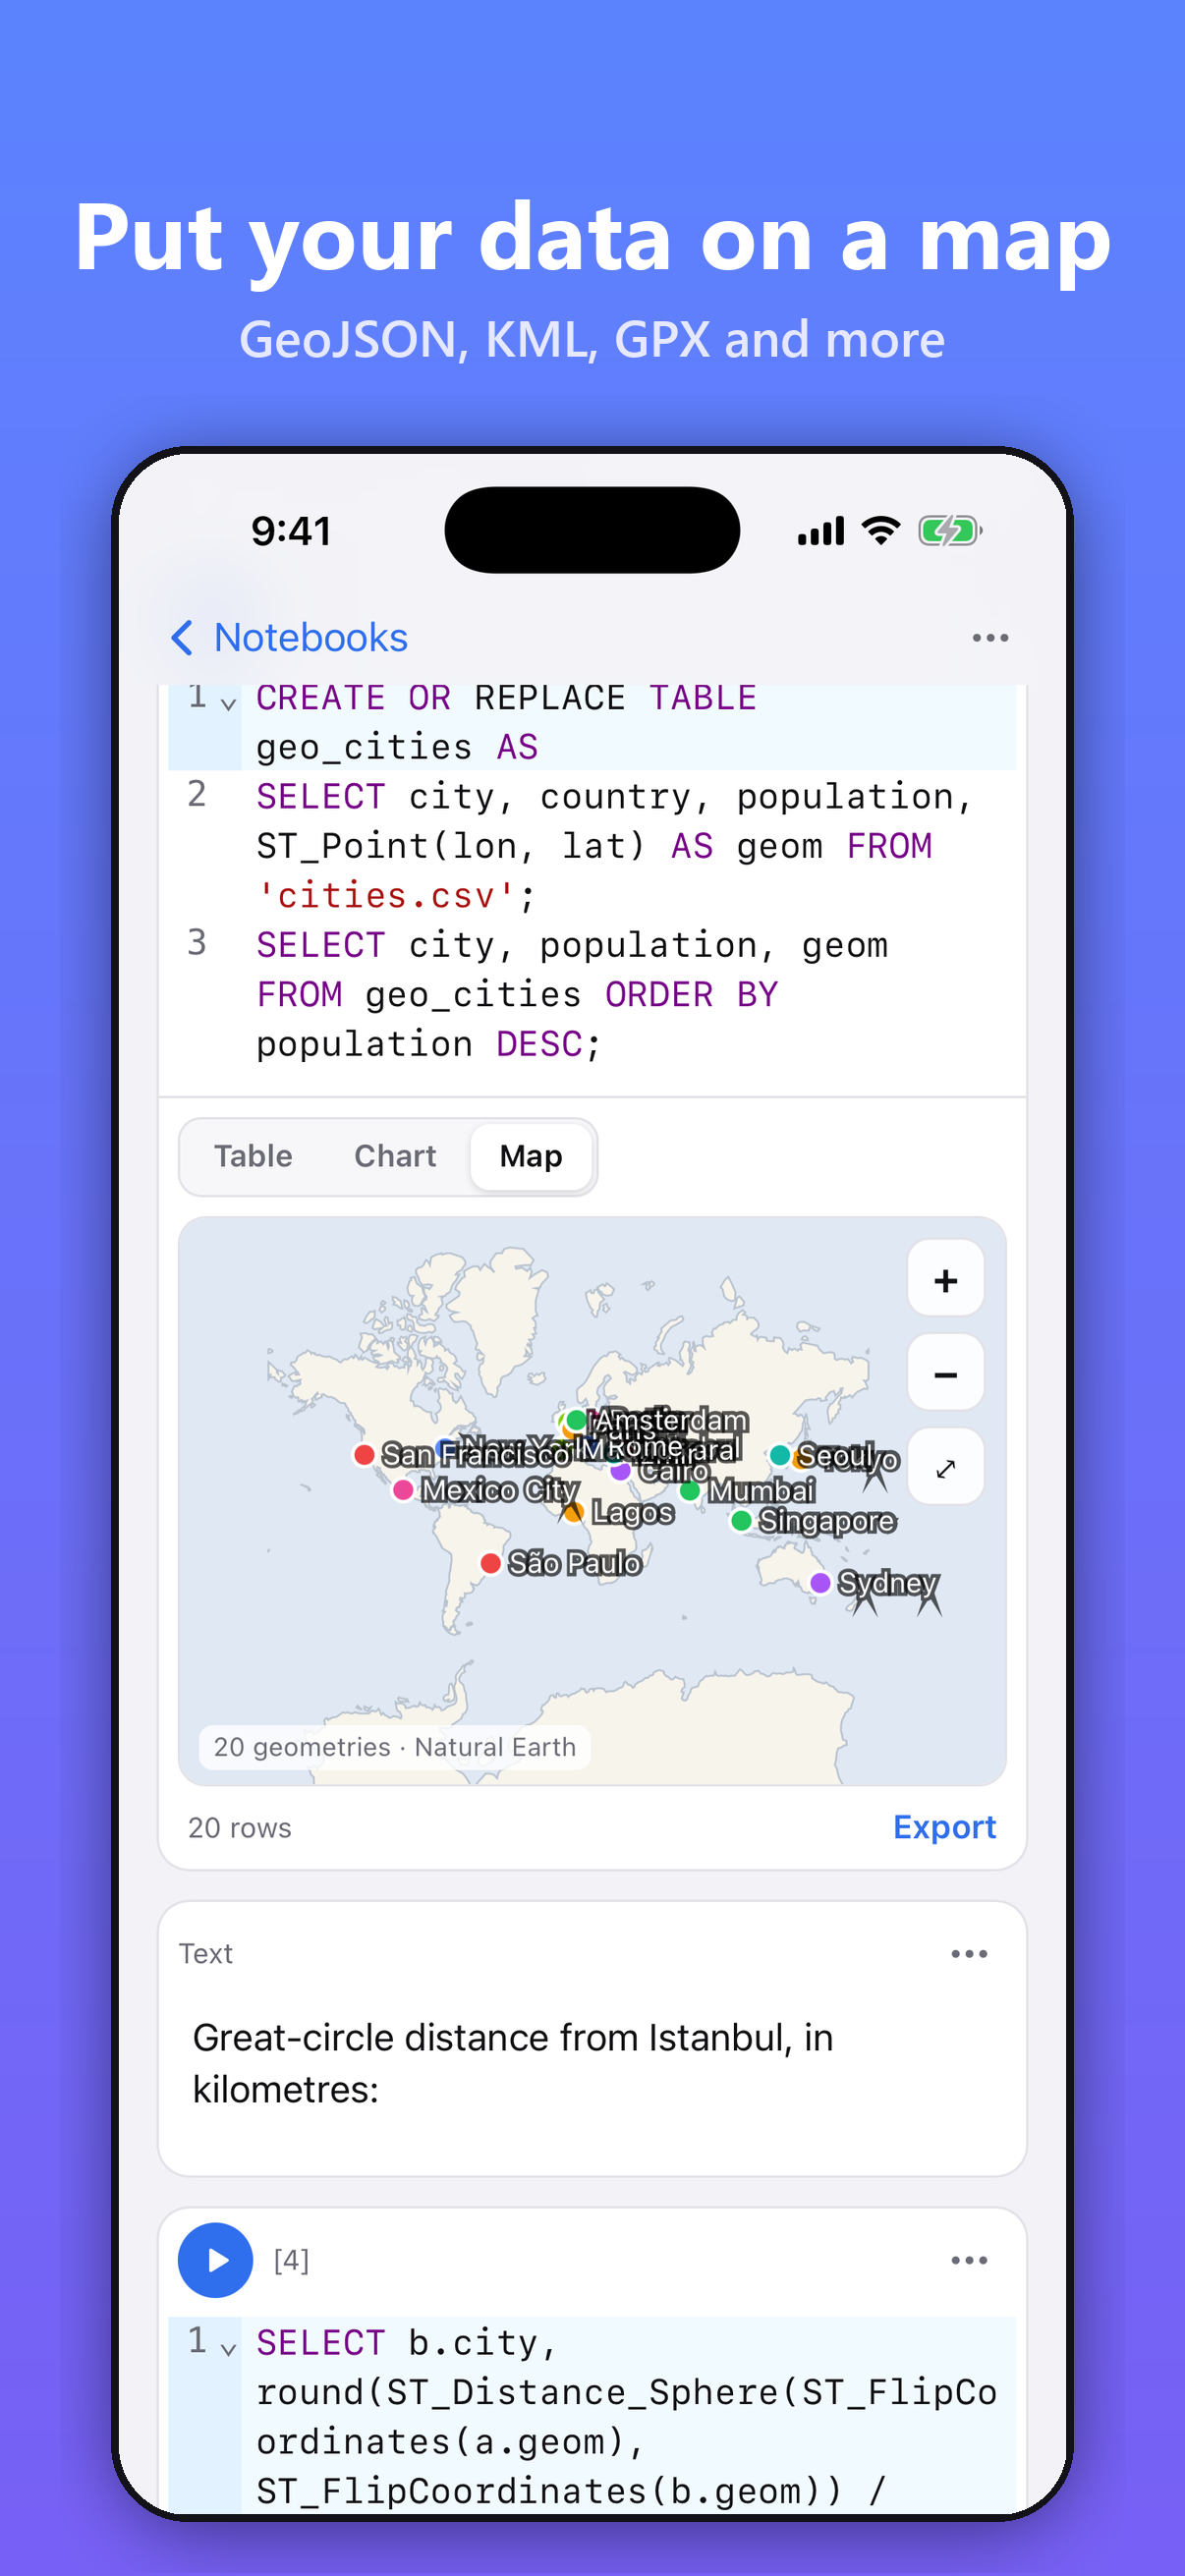 Put your data on a map
GeoJSON, KML, GPX and more
9:41
Notebooks
1 CREATE OR REPLACE TABLE
geo_cities AS
2 SELECT city, country, population,
ST_Point(lon, lat) AS geom FROM
'cities.csv';
3 SELECT city, population, geom
FROM geo_cities ORDER BY
population DESC;
Table Chart Map
+
−
Amsterdam
San Francisco
Rome
Seoul
Cairo
Mexico City
Mumbai
Lagos
Singapore
São Paulo
Sydney
20 geometries · Natural Earth
20 rows Export
Text
Great-circle distance from Istanbul, in
kilometres:
[4]
1 SELECT b.city,
round(ST_Distance_Sphere(ST_FlipCo
ordinates(a.geom),
ST_FlipCoordinates(b.geom)) /